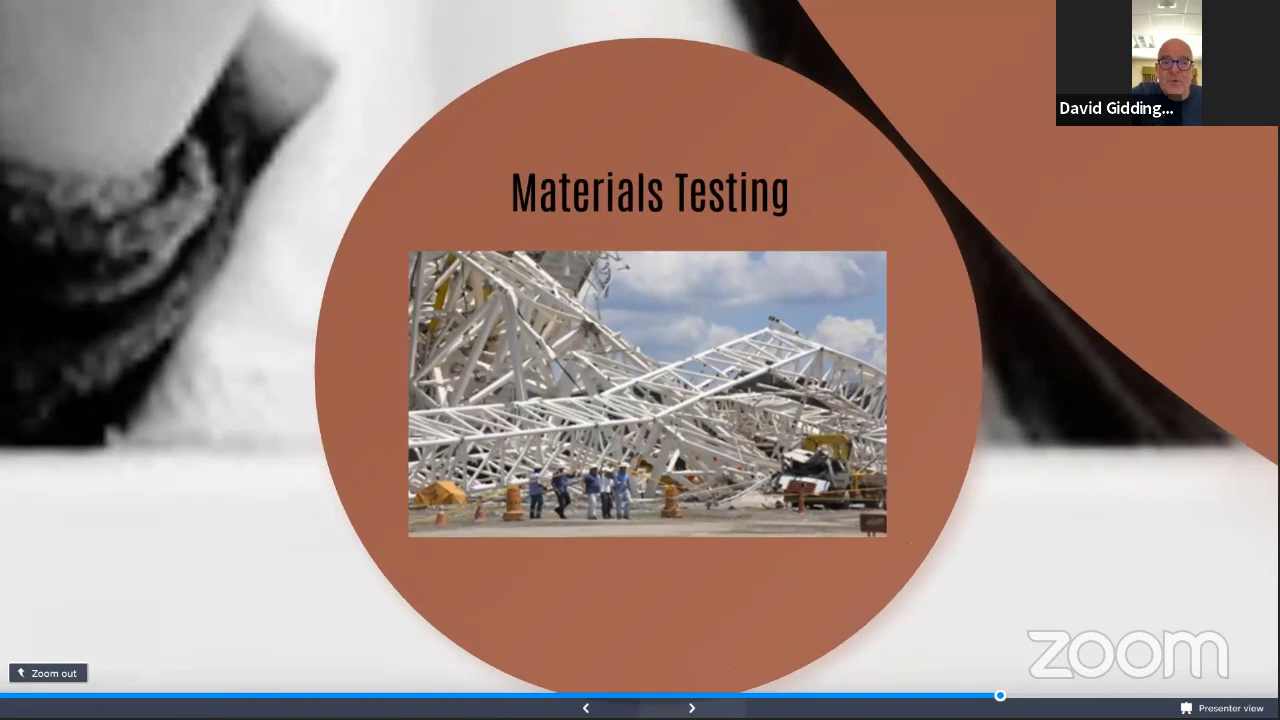 David Gidding...
Materials Testing
zoom
Zoom out
Presenter view